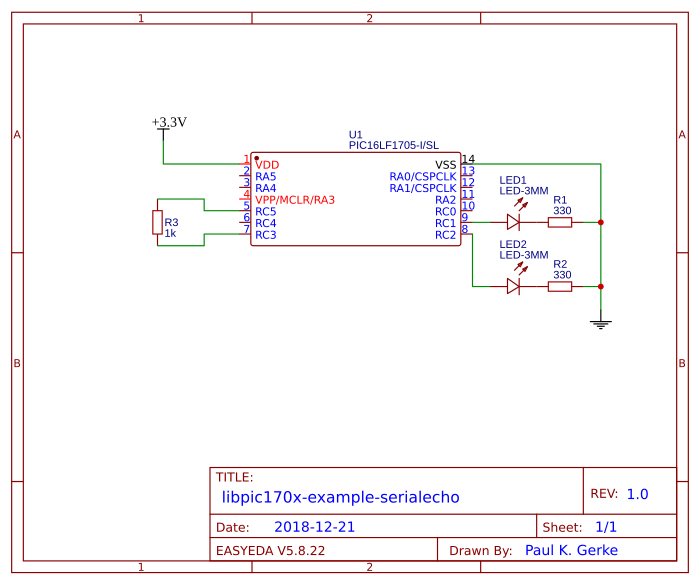 1
2
A
A
+3.3V
U1
PIC16LF1705-I/SL
1
VDD
2
RA5
3
RA4
4
VPP/MCLR/RA3
5
RC5
6
RC4
7
RC3
VSS
14
RA0/CSPCLK
13
RA1/CSPCLK
12
RA2
11
RC0
10
RC1
9
RC2
8
R3
1k
LED1
LED-3MM
R1
330
LED2
LED-3MM
R2
330
B
B
TITLE:
libpic170x-example-serialecho
REV: 1.0
Date: 2018-12-21
Sheet: 1/1
EASYEDA V5.8.22
Drawn By: Paul K. Gerke
1
2